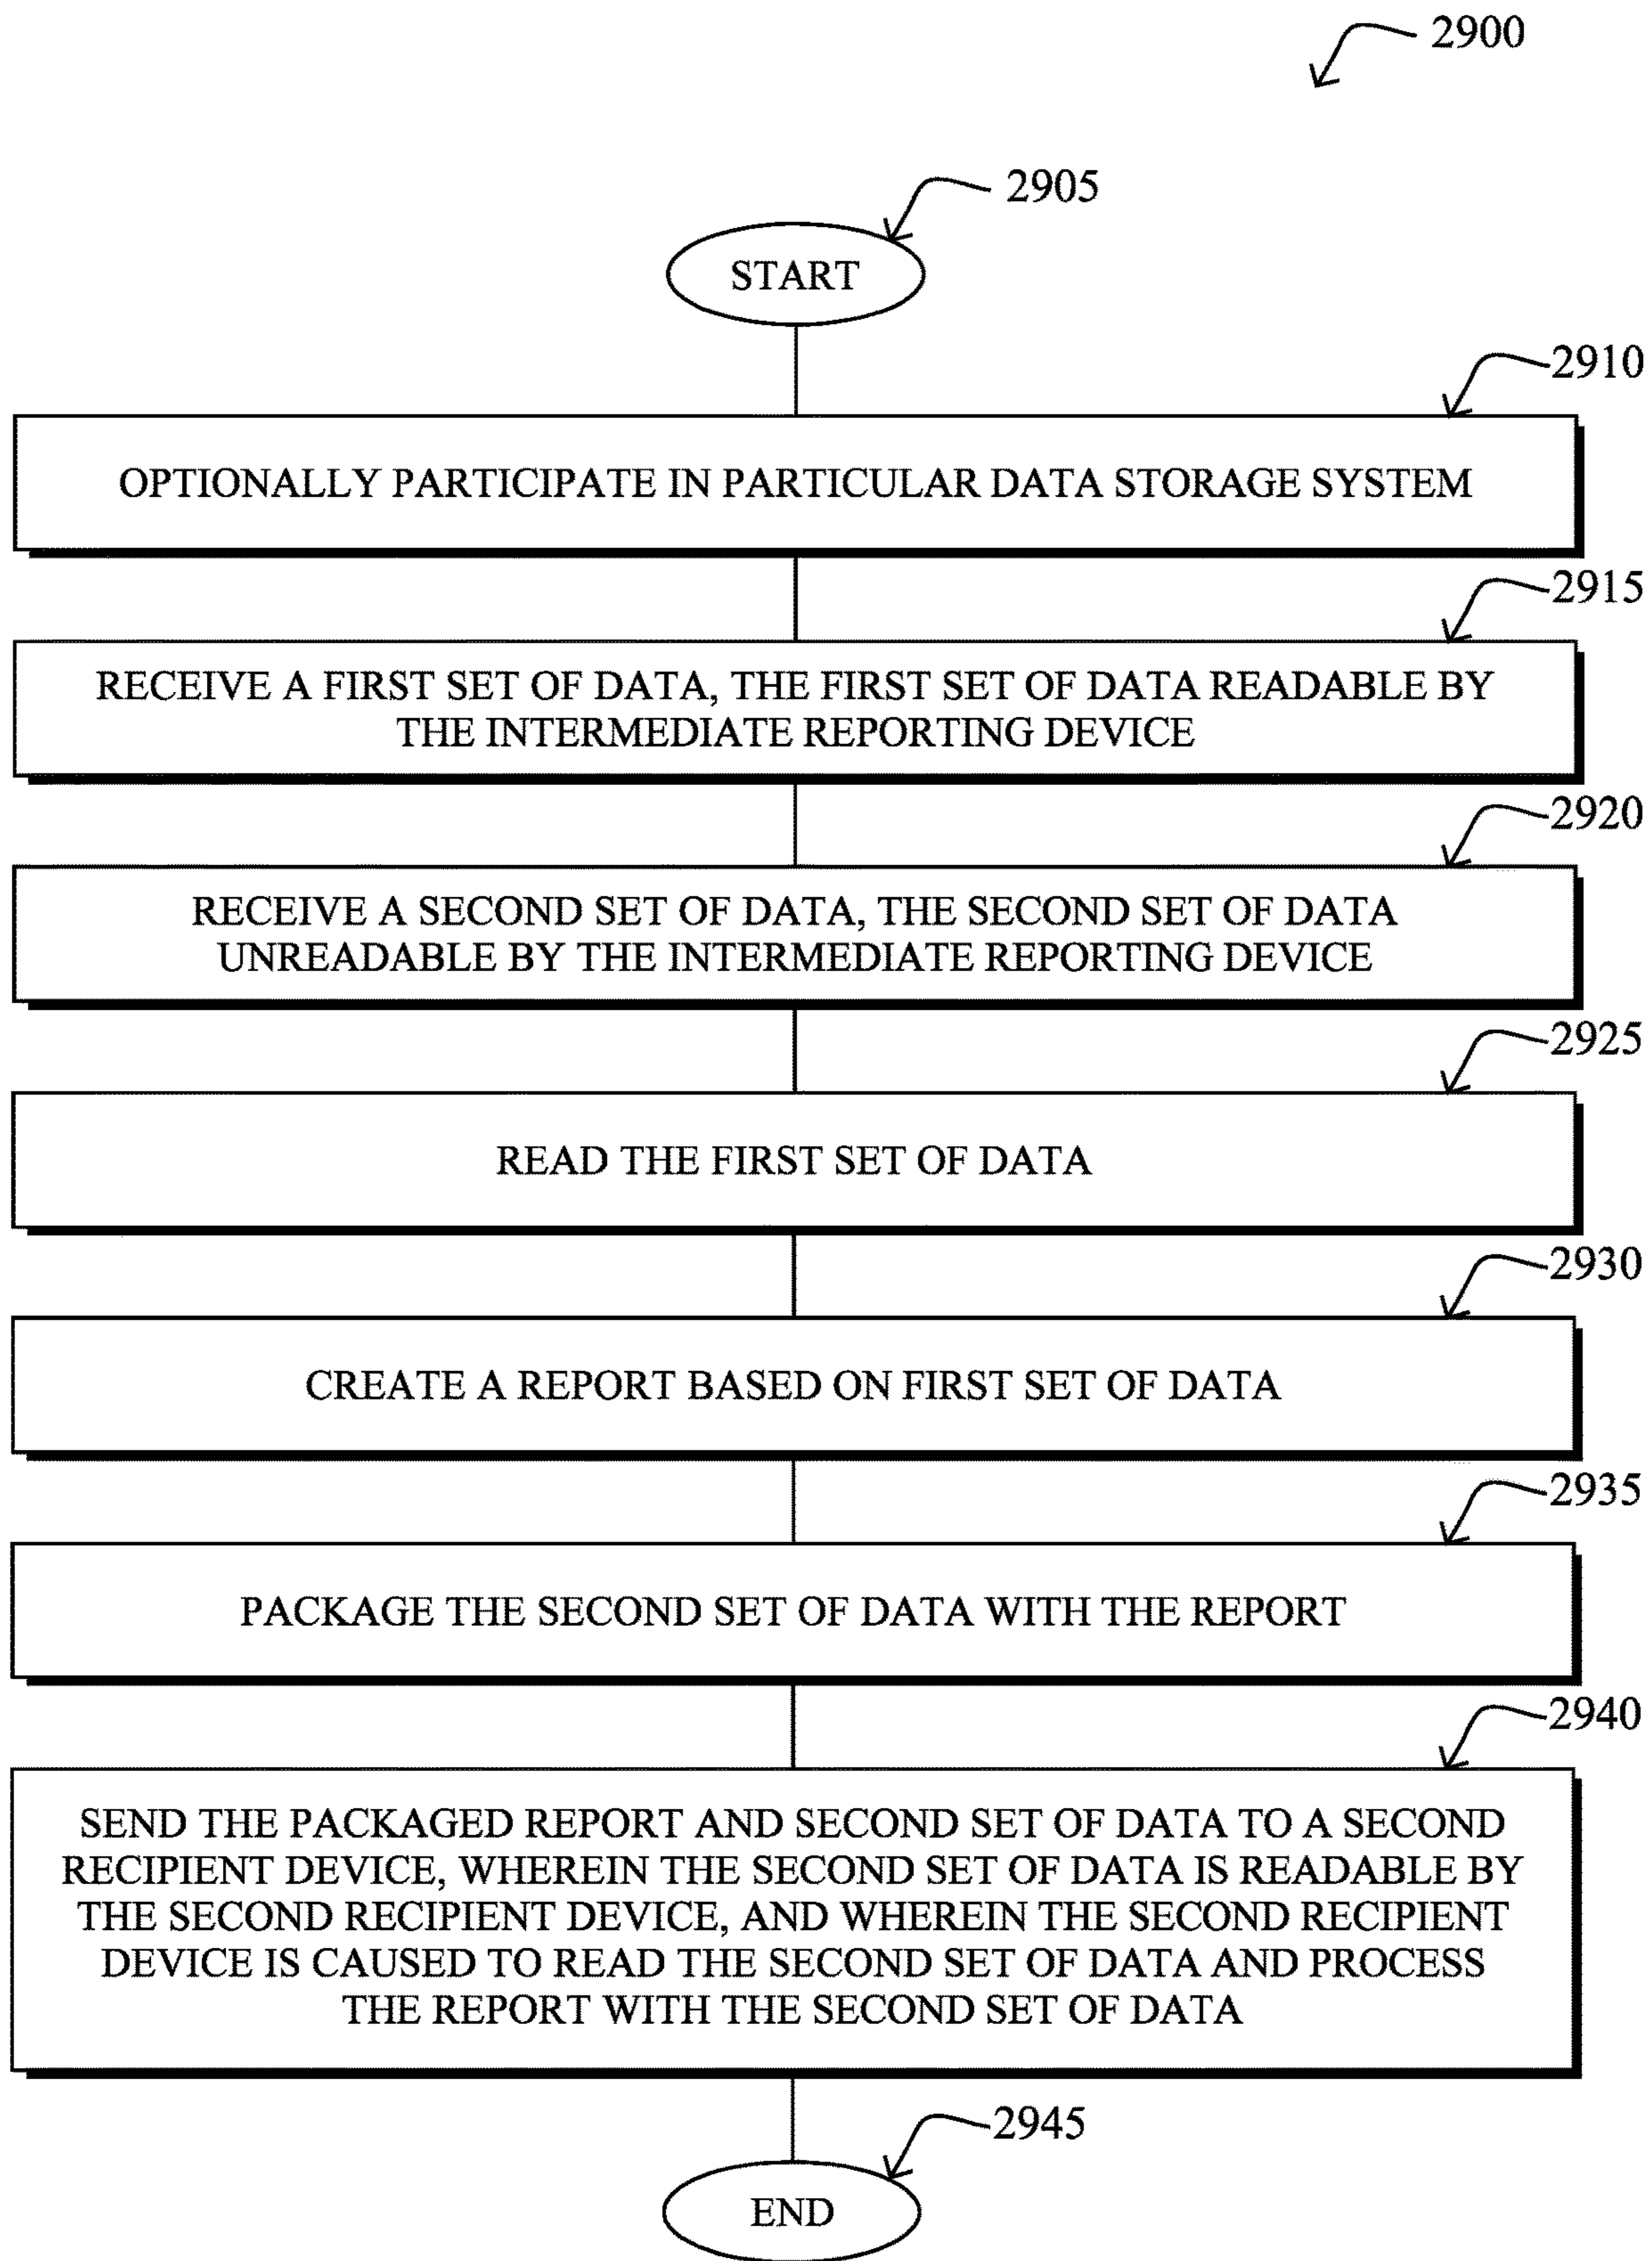 2900
2905
START
2910
OPTIONALLY PARTICIPATE IN PARTICULAR DATA STORAGE SYSTEM
2915
RECEIVE A FIRST SET OF DATA, THE FIRST SET OF DATA READABLE BY
THE INTERMEDIATE REPORTING DEVICE
2920
RECEIVE A SECOND SET OF DATA, THE SECOND SET OF DATA
UNREADABLE BY THE INTERMEDIATE REPORTING DEVICE
2925
READ THE FIRST SET OF DATA
2930
CREATE A REPORT BASED ON FIRST SET OF DATA
2935
PACKAGE THE SECOND SET OF DATA WITH THE REPORT
2940
SEND THE PACKAGED REPORT AND SECOND SET OF DATA TO A SECOND
RECIPIENT DEVICE, WHEREIN THE SECOND SET OF DATA IS READABLE BY
THE SECOND RECIPIENT DEVICE, AND WHEREIN THE SECOND RECIPIENT
DEVICE IS CAUSED TO READ THE SECOND SET OF DATA AND PROCESS
THE REPORT WITH THE SECOND SET OF DATA
2945
END